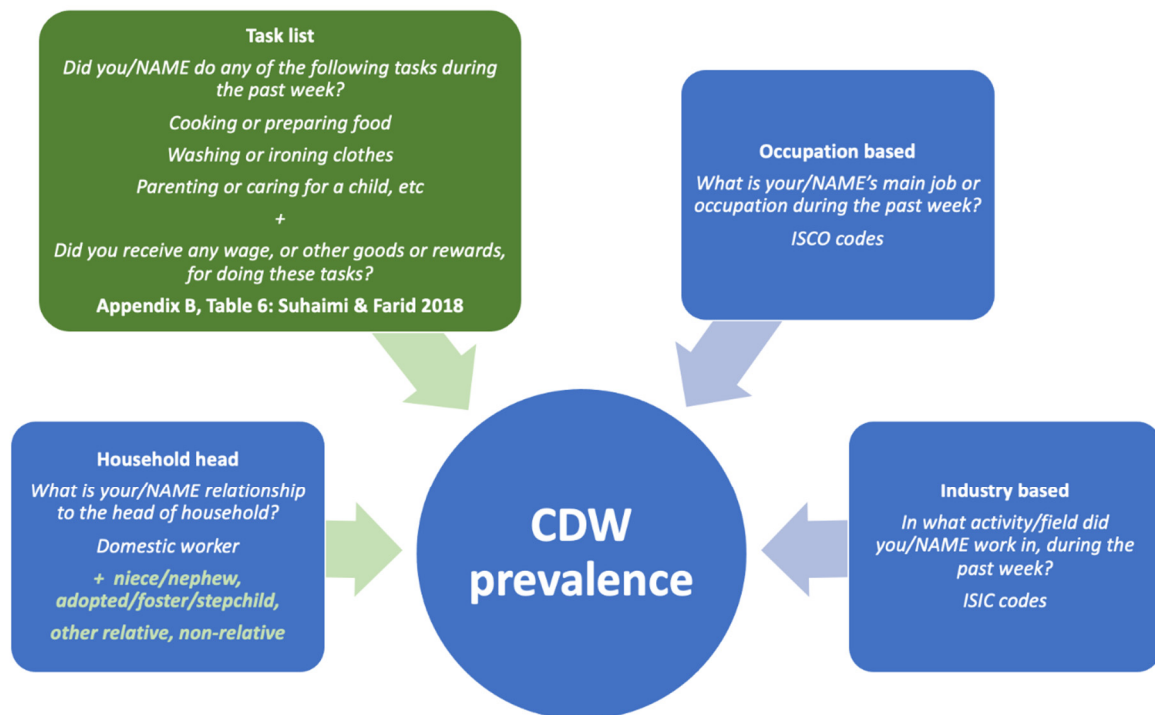 Task list
Did you/NAME do any of the following tasks during
the past week?
Cooking or preparing food
Washing or ironing clothes
Parenting or caring for a child, etc
+
Did you receive any wage, or other goods or rewards,
for doing these tasks?
Appendix B, Table 6: Suhaimi & Farid 2018
Occupation based
What is your/NAME's main job or
occupation during the past week?
ISCO codes
Household head
What is your/NAME relationship
to the head of household?
Domestic worker
+ niece/nephew,
adopted/foster/stepchild,
other relative, non-relative
CDW
prevalence
Industry based
In what activity/field did
you/NAME work in, during the
past week?
ISIC codes